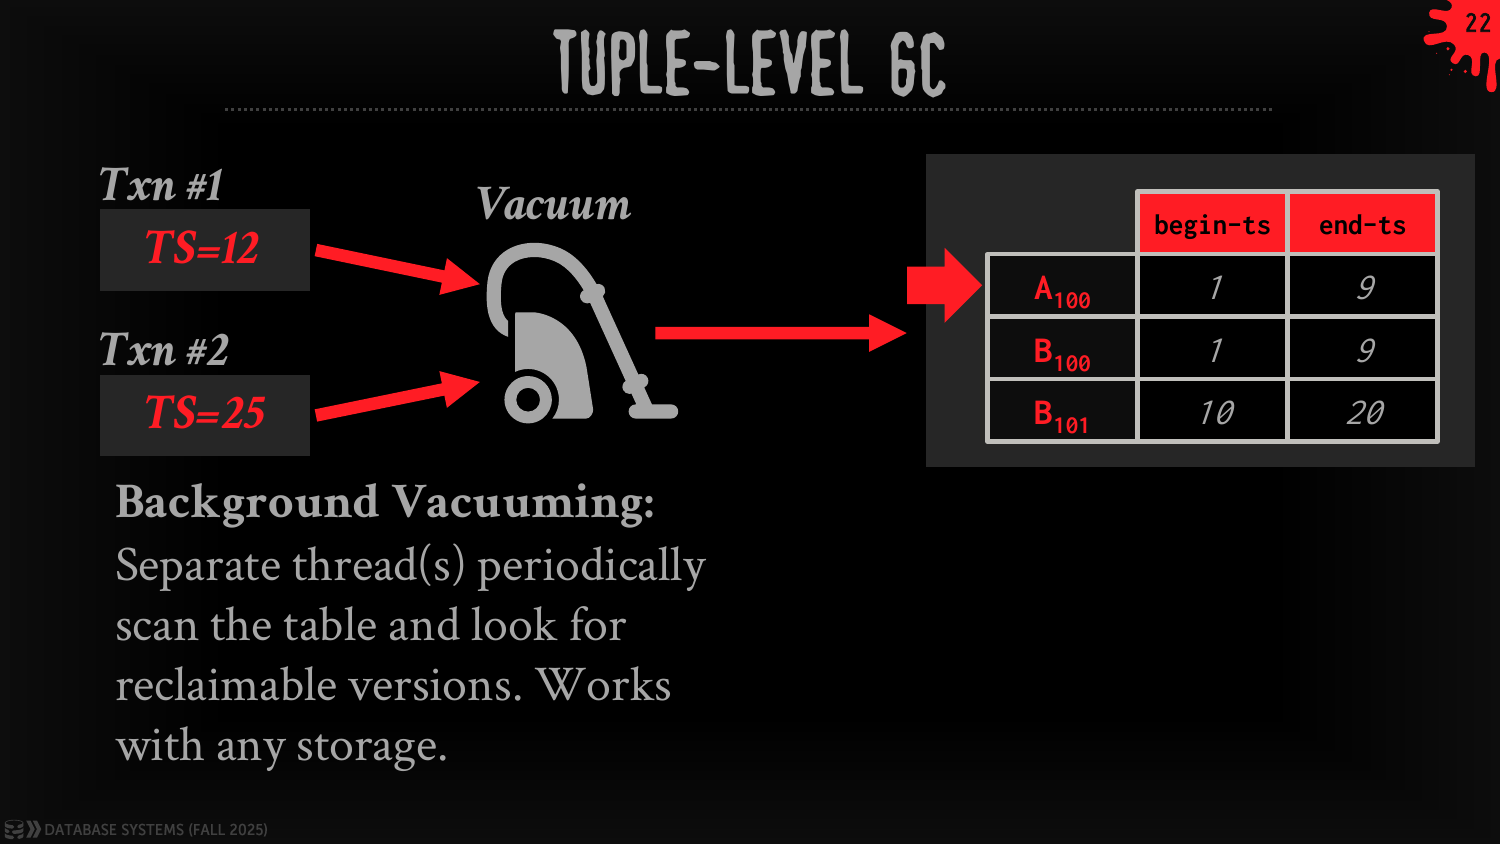 22
TUPLE-LEVEL GC
Txn #1
TS=12
Txn #2
TS=25
Vacuum
begin-ts end-ts
A100 1 9
B100 1 9
B101 10 20
Background Vacuuming:
Separate thread(s) periodically
scan the table and look for
reclaimable versions. Works
with any storage.
DATABASE SYSTEMS (FALL 2025)